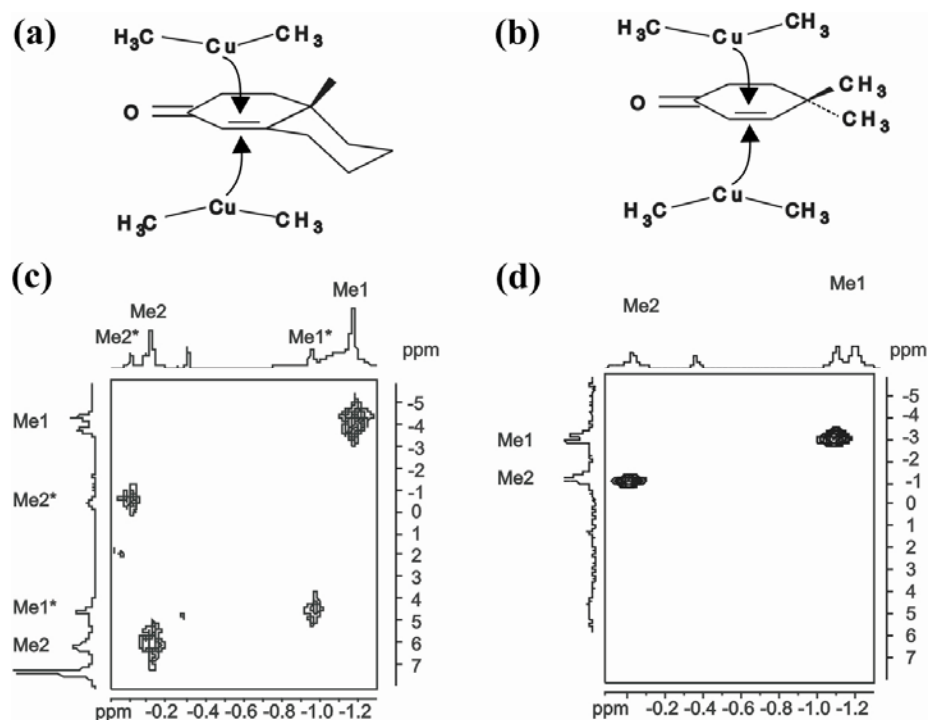 (a)
H₃C CH₃
Cu
O
Cu
H₃C CH₃
(b)
H₃C CH₃
Cu
O
CH₃
CH₃
Cu
H₃C CH₃
(c)
Me1
Me2
Me2* Me1*
ppm
Me1
Me2*
Me1*
Me2
-5
-4
-3
-2
-1
0
1
2
3
4
5
6
7
ppm -0.2 -0.4 -0.6 -0.8 -1.0 -1.2
(d)
Me1
Me2
ppm
Me1
Me2
-5
-4
-3
-2
-1
0
1
2
3
4
5
6
7
ppm -0.2 -0.4 -0.6 -0.8 -1.0 -1.2